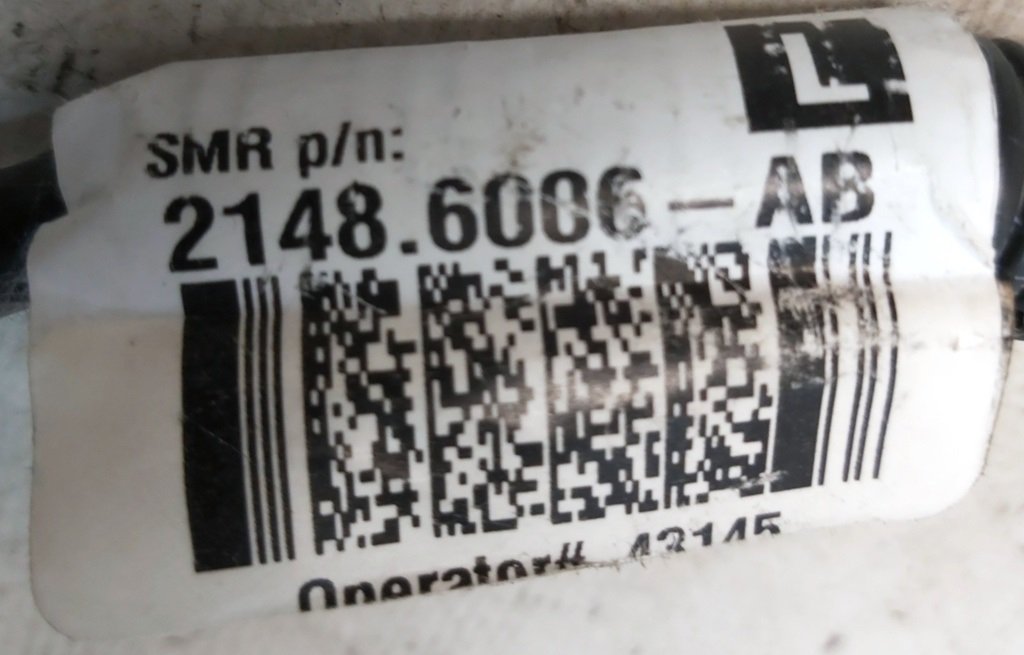 L
SMR p/n:
2148.6006-AB
Operator# 43145